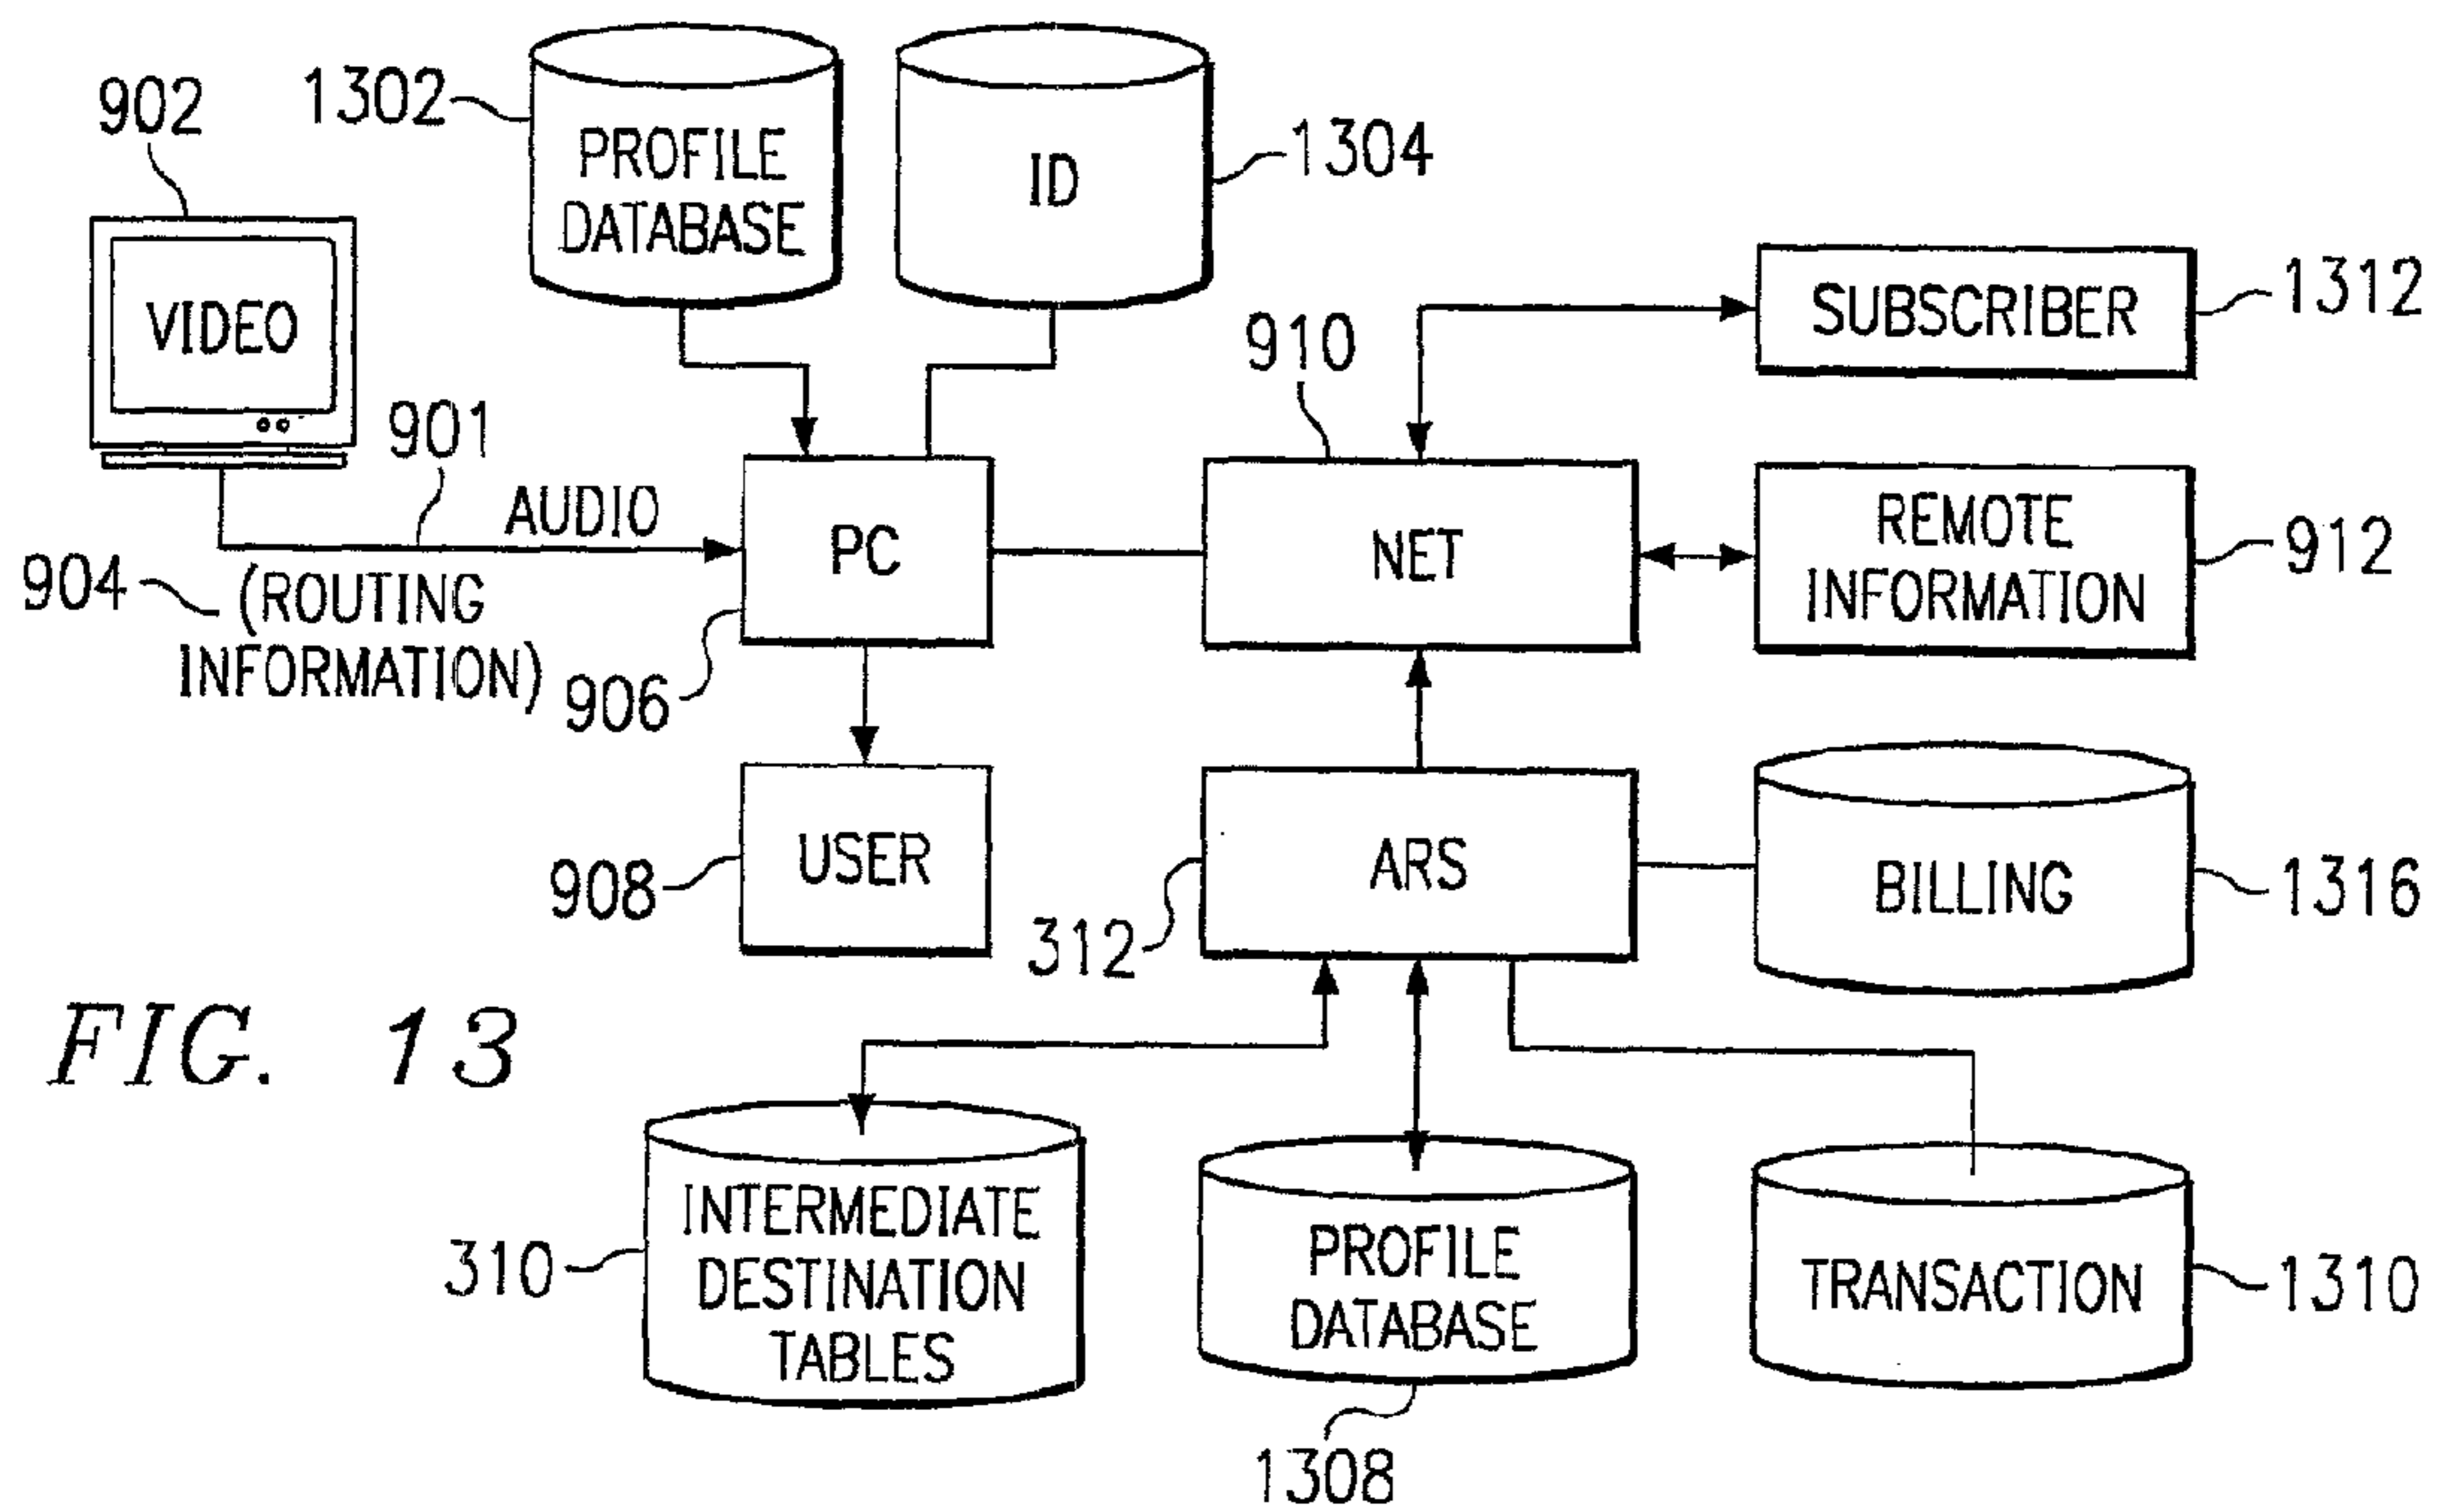 902
1302
PROFILE
DATABASE
ID
1304
VIDEO
910
SUBSCRIBER
1312
901
AUDIO
904
(ROUTING
INFORMATION)
906
PC
NET
REMOTE
INFORMATION
912
908
USER
312
ARS
BILLING
1316
FIG. 13
310
INTERMEDIATE
DESTINATION
TABLES
PROFILE
DATABASE
1308
TRANSACTION
1310